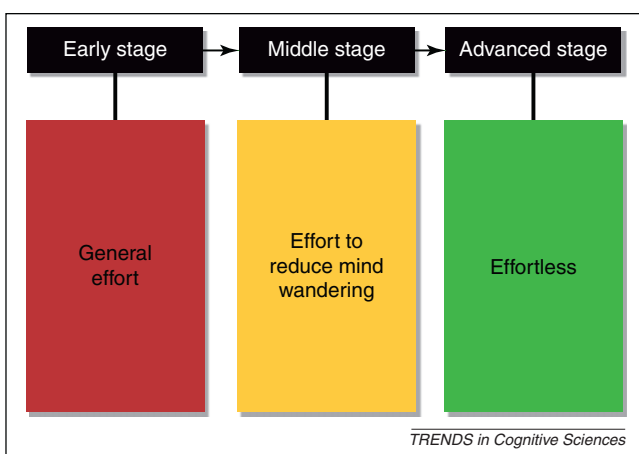 Early stage
Middle stage
Advanced stage
General
effort
Effort to
reduce mind
wandering
Effortless
TRENDS in Cognitive Sciences